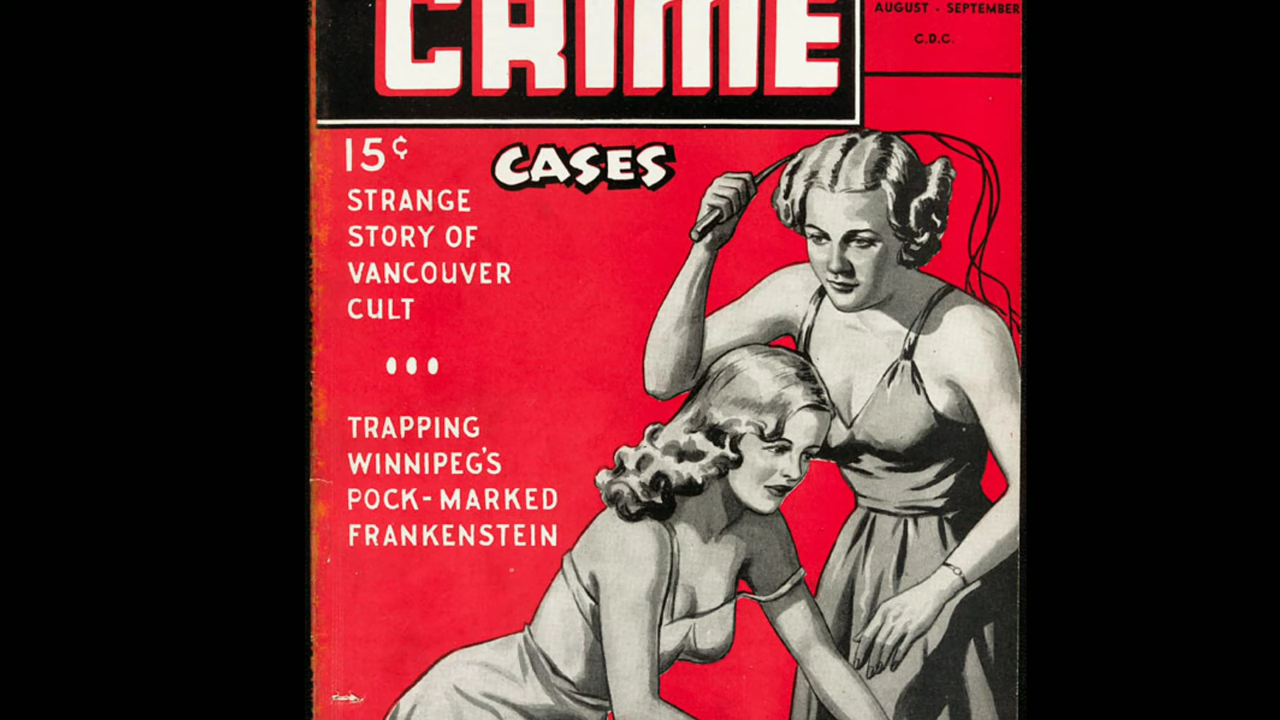 CRIME
AUGUST - SEPTEMBER
C.D.C.
15¢
CASES
STRANGE
STORY OF
VANCOUVER
CULT
•••
TRAPPING
WINNIPEG'S
POCK-MARKED
FRANKENSTEIN